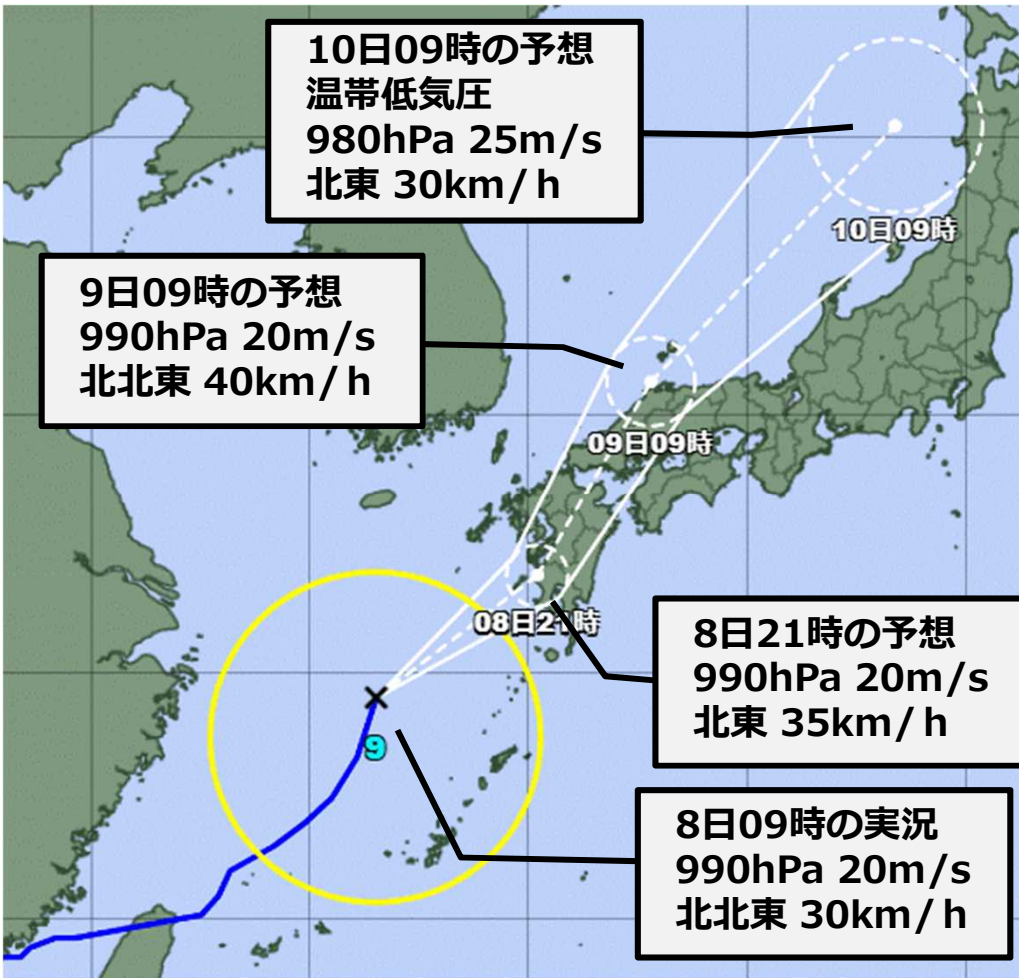 10日09時の予想
温帯低気圧
980hPa 25m/s
北東 30km/h
10日09時
9日09時の予想
990hPa 20m/s
北北東 40km/h
09日09時
08日21時
8日21時の予想
990hPa 20m/s
北東 35km/h
9
8日09時の実況
990hPa 20m/s
北北東 30km/h